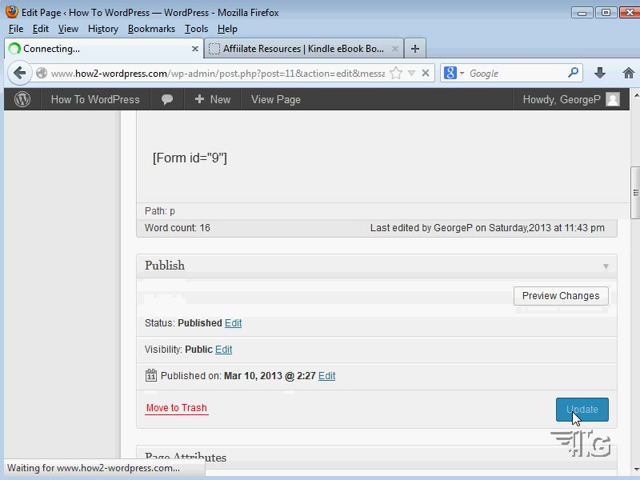 Edit Page ‹ How To WordPress — WordPress - Mozilla Firefox
File Edit View History Bookmarks Tools Help
Connecting... × Affiilate Resources | Kindle eBook Bo... × +
www.how2-wordpress.com/wp-admin/post.php?post=11&action=edit&messa Google
How To WordPress + New View Page Howdy, GeorgeP
[Form id="9"]
Path: p
Word count: 16 Last edited by GeorgeP on Saturday,2013 at 11:43 pm
Publish
Preview Changes
Status: Published Edit
Visibility: Public Edit
11 Published on: Mar 10, 2013 @ 2:27 Edit
Move to Trash Update
Page Attributes
Waiting for www.how2-wordpress.com...